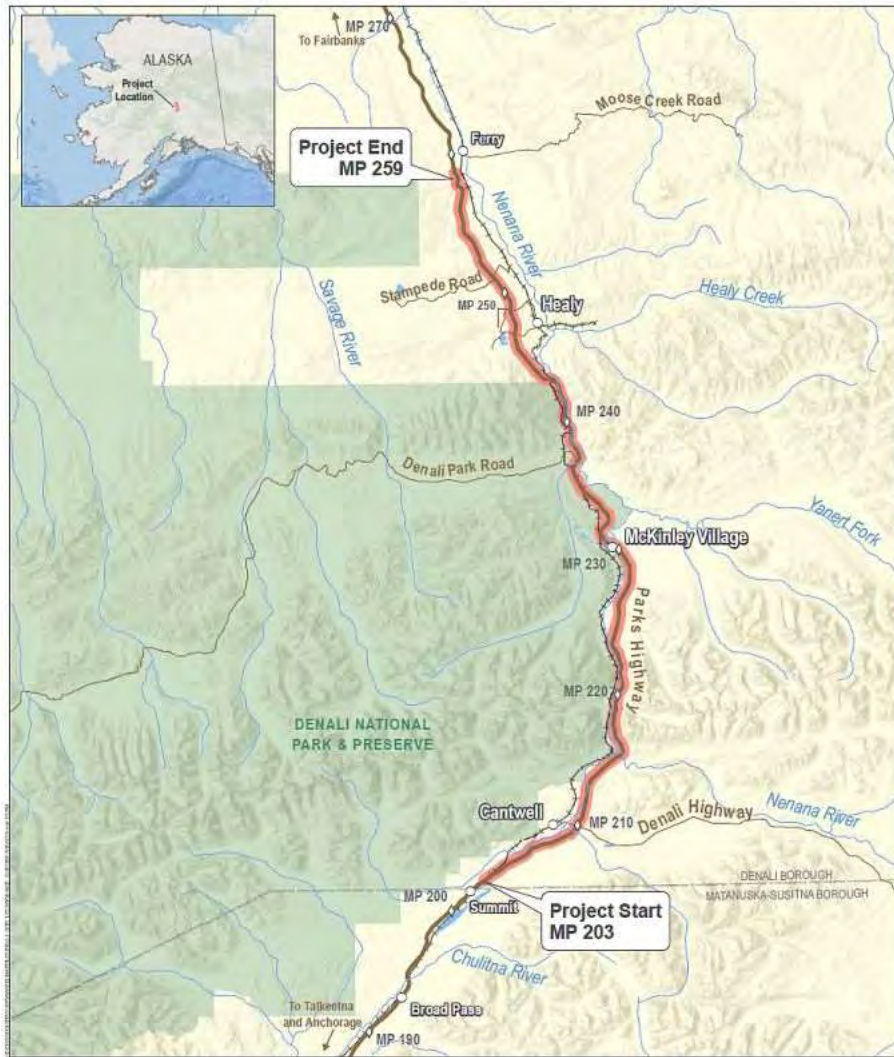 MP 270
To Fairbanks
ALASKA
Project
Location
Moose Creek Road
Ferry
Project End
MP 259
Nenana River
Savage River
Stampede Road
MP 250
Healy
Healy Creek
MP 240
Denali Park Road
Yanert Fork
McKinley Village
MP 230
Parks Highway
MP 220
DENALI NATIONAL
PARK & PRESERVE
Cantwell
MP 210
Denali Highway
Nenana River
DENALI BOROUGH
MATANUSKA-SUSITNA BOROUGH
MP 200
Summit
Project Start
MP 203
Chulitna River
Broad Pass
To Talkeetna
and Anchorage
MP 190